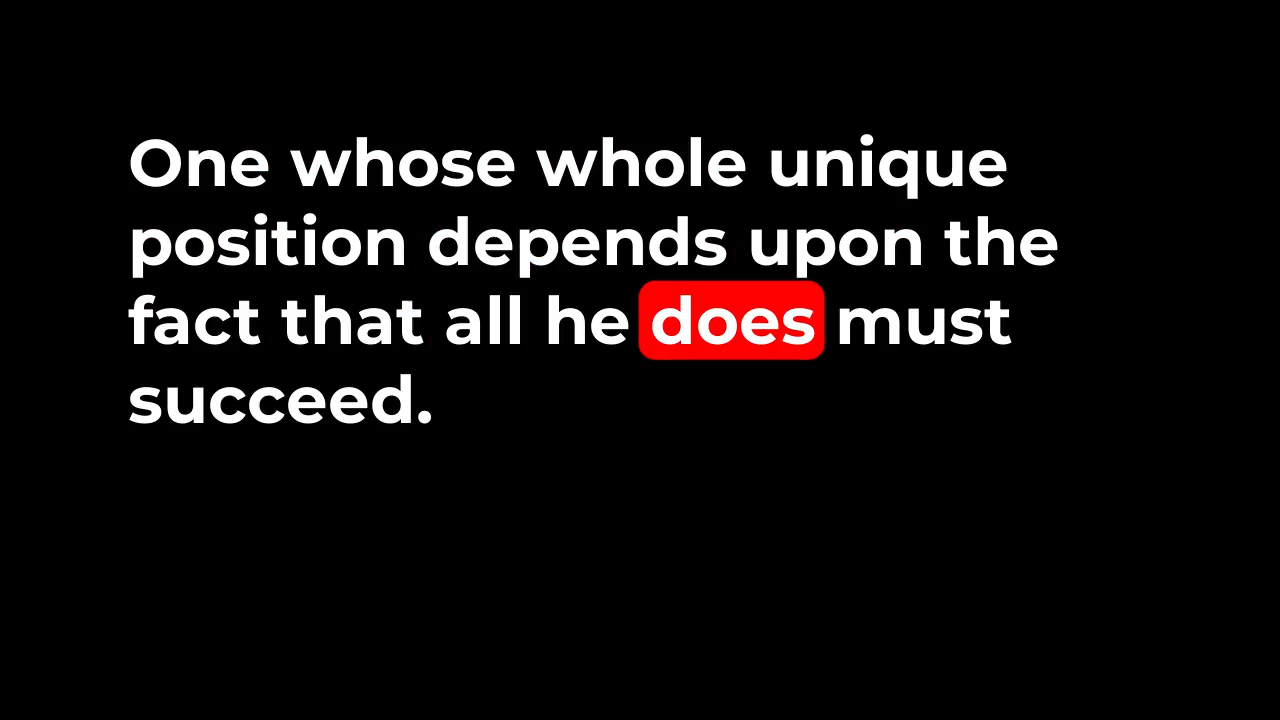 One whose whole unique
position depends upon the
fact that all he does must
succeed.